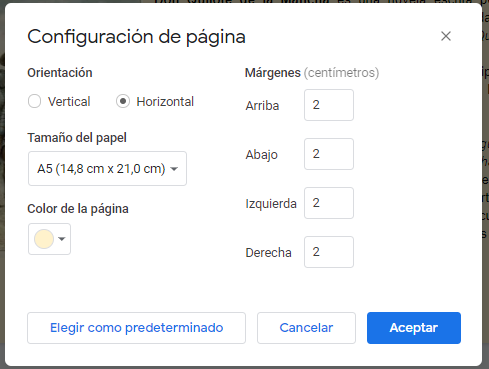 Configuración de página
Orientación
Vertical
Horizontal
Tamaño del papel
A5 (14,8 cm x 21,0 cm)
Color de la página
Márgenes (centímetros)
Arriba 2
Abajo 2
Izquierda 2
Derecha 2
Elegir como predeterminado
Cancelar
Aceptar